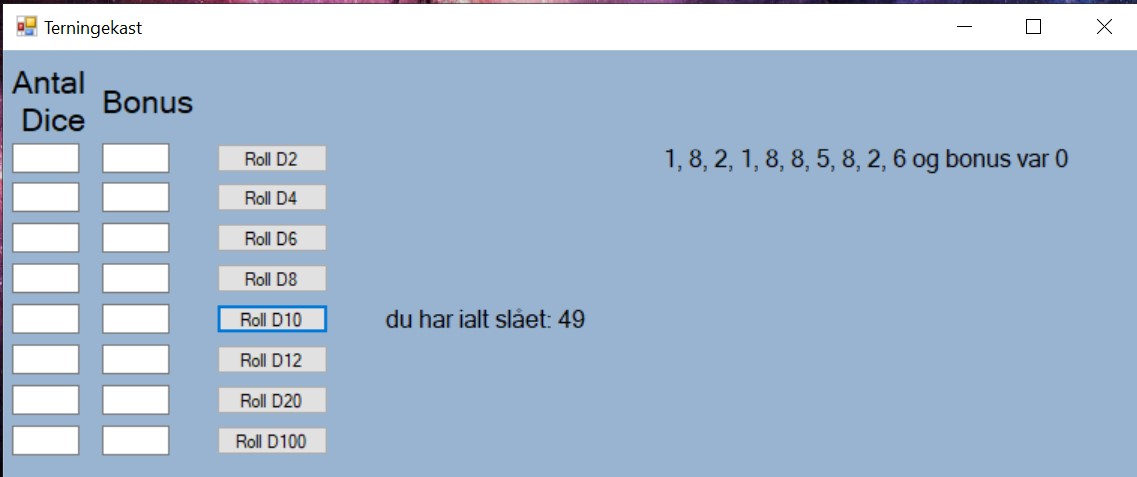 Terningekast
Antal
Dice
Bonus
Roll D2
1, 8, 2, 1, 8, 8, 5, 8, 2, 6 og bonus var 0
Roll D4
Roll D6
Roll D8
Roll D10
du har ialt slået: 49
Roll D12
Roll D20
Roll D100